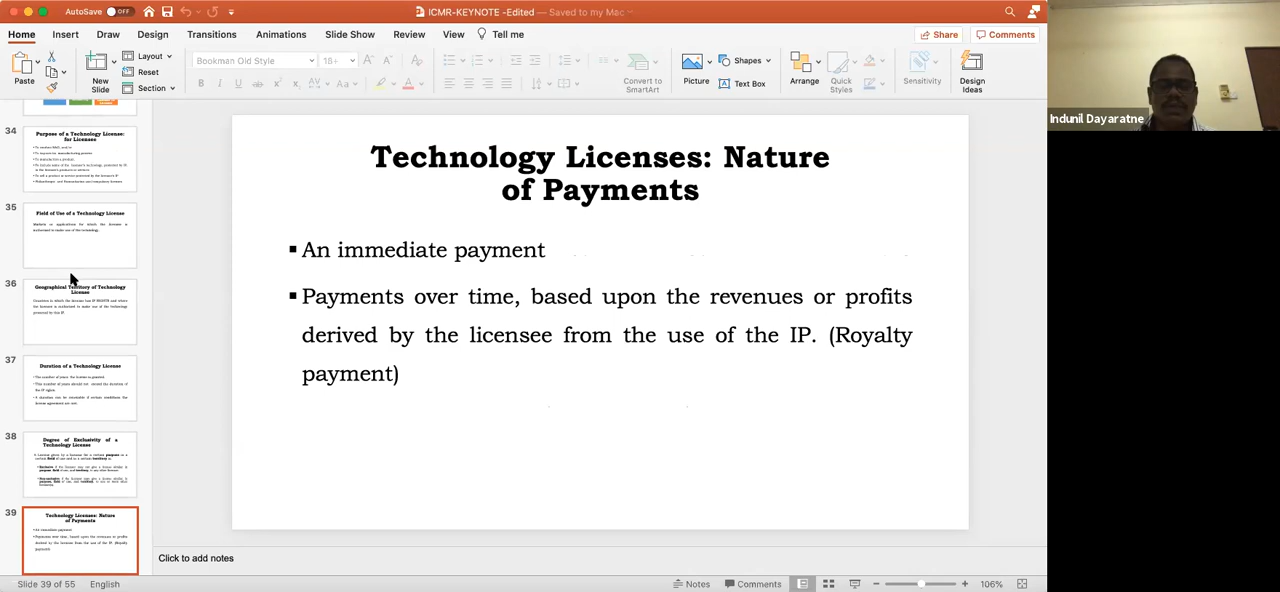 AutoSave OFF
ICMR-KEYNOTE -Edited — Saved to my Mac
Home Insert Draw Design Transitions Animations Slide Show Review View Tell me
Share Comments
Paste
New
Slide
Layout
Reset
Section
Bookman Old Style
18+
Convert to
SmartArt
Picture
Shapes
Text Box
Arrange
Quick
Styles
Sensitivity
Design
Ideas
Indunil Dayaratne
34
Purpose of a Technology License:
for Licensee
35
Field of Use of a Technology License
36
Geographical Territory of Technology
License
37
Duration of a Technology License
38
Degree of Exclusivity of a
Technology License
39
Technology Licenses: Nature
of Payments
Technology Licenses: Nature
of Payments
▪ An immediate payment
▪ Payments over time, based upon the revenues or profits
derived by the licensee from the use of the IP. (Royalty
payment)
Click to add notes
Slide 39 of 55 English
Notes Comments
106%